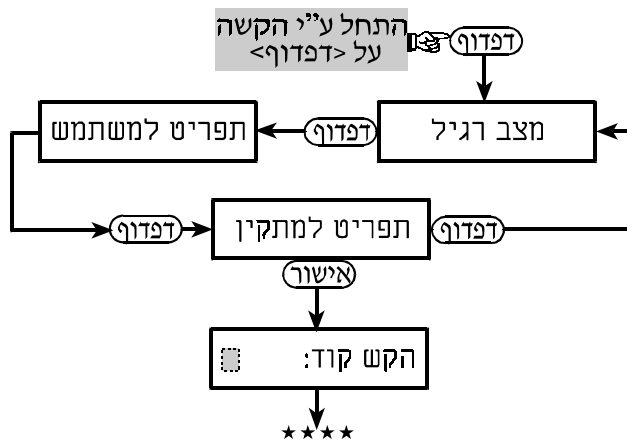 התחל ע"י הקשה
על <דפדוף>
דפדוף
מצב רגיל
דפדוף
תפריט למשתמש
דפדוף
תפריט למתקין
דפדוף
אישור
הקש קוד:
★★★★